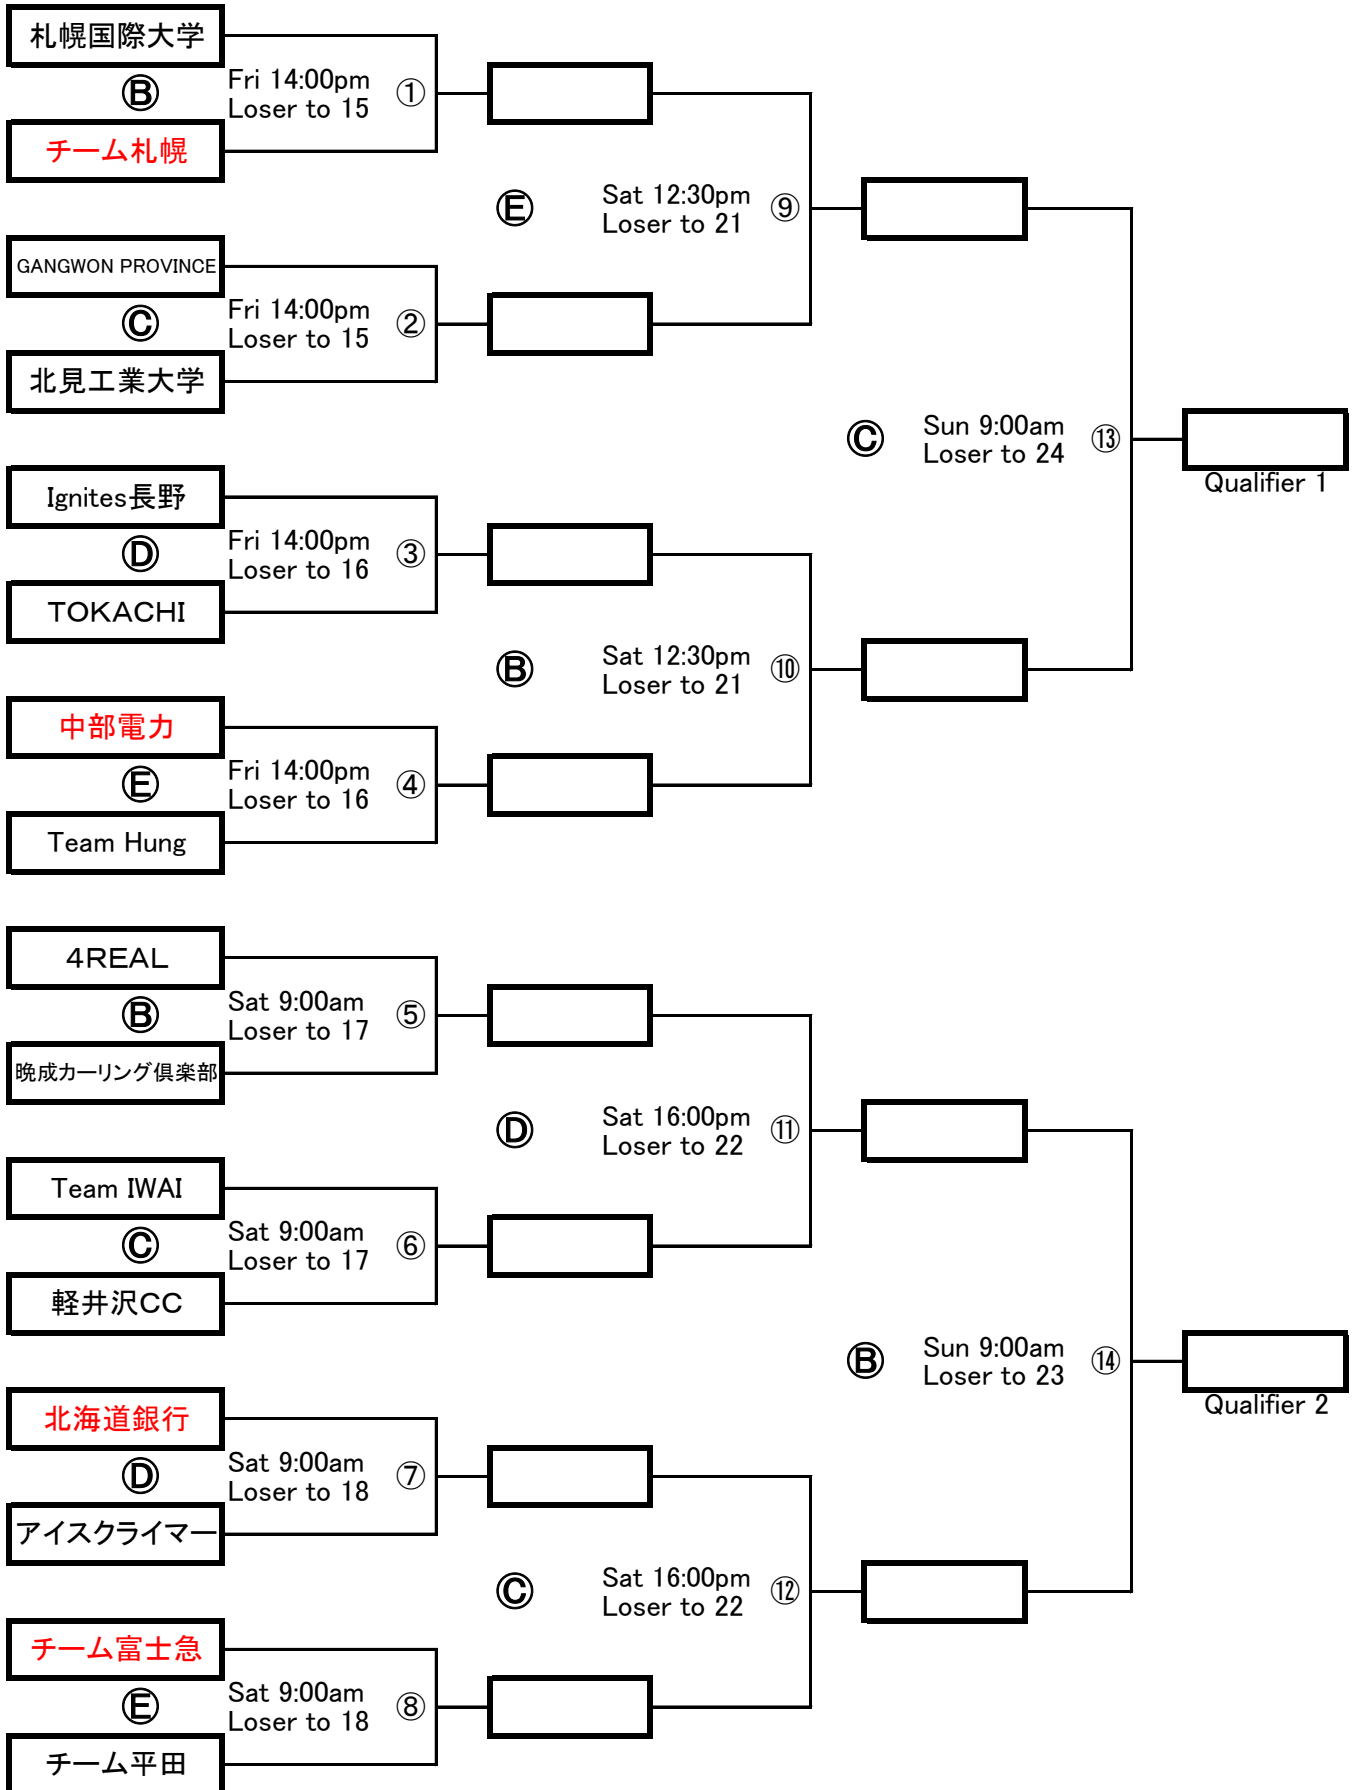 札幌国際大学
Ⓑ
Fri 14:00pm
Loser to 15
①
チーム札幌
Ⓔ
Sat 12:30pm
Loser to 21
⑨
GANGWON PROVINCE
Ⓒ
Fri 14:00pm
Loser to 15
②
北見工業大学
Ⓒ
Sun 9:00am
Loser to 24
⑬
Qualifier 1
Ignites長野
Ⓓ
Fri 14:00pm
Loser to 16
③
TOKACHI
Ⓑ
Sat 12:30pm
Loser to 21
⑩
中部電力
Ⓔ
Fri 14:00pm
Loser to 16
④
Team Hung
4REAL
Ⓑ
Sat 9:00am
Loser to 17
⑤
晩成カーリング倶楽部
Ⓓ
Sat 16:00pm
Loser to 22
⑪
Team IWAI
Ⓒ
Sat 9:00am
Loser to 17
⑥
軽井沢CC
Ⓑ
Sun 9:00am
Loser to 23
⑭
Qualifier 2
北海道銀行
Ⓓ
Sat 9:00am
Loser to 18
⑦
アイスクライマー
Ⓒ
Sat 16:00pm
Loser to 22
⑫
チーム富士急
Ⓔ
Sat 9:00am
Loser to 18
⑧
チーム平田